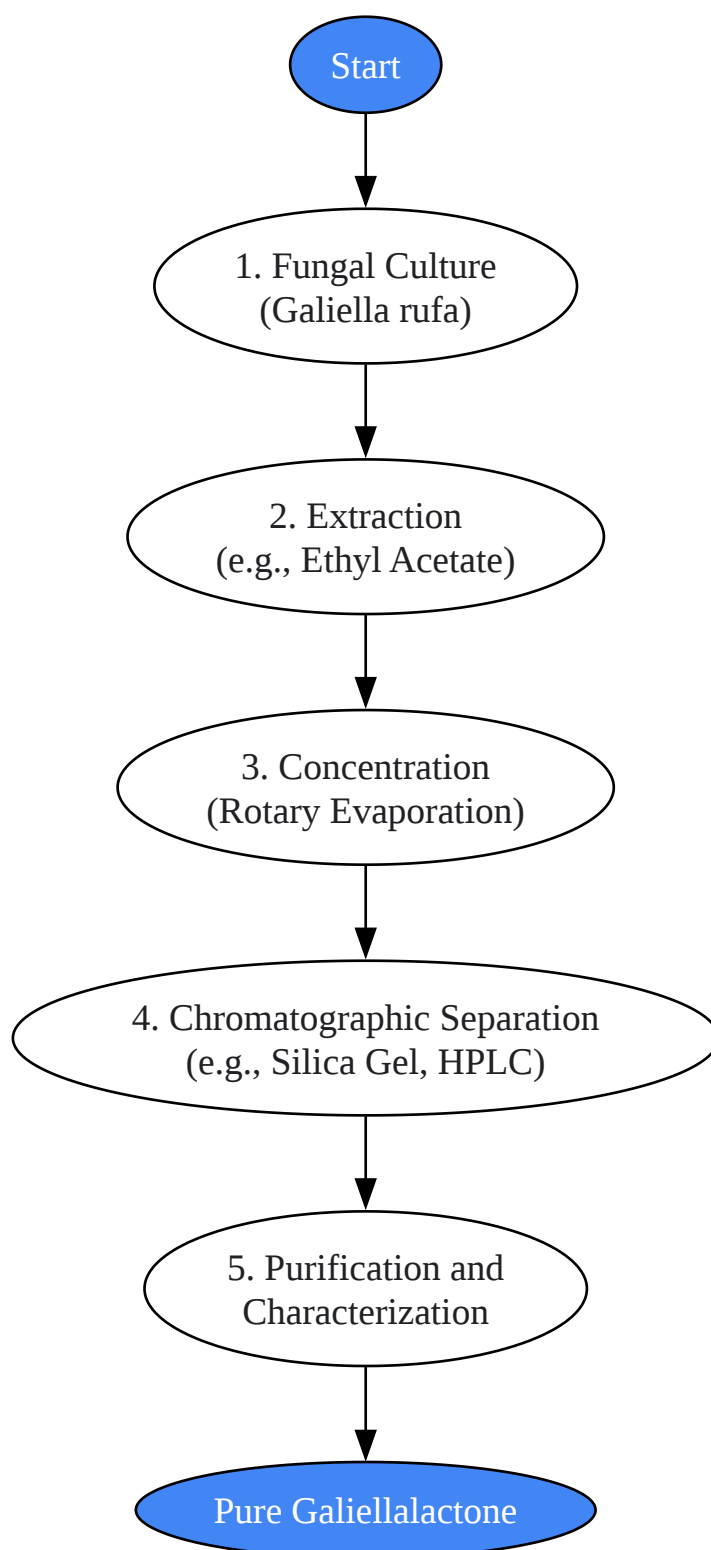 Start
1. Fungal Culture
(Galiella rufa)
2. Extraction
(e.g., Ethyl Acetate)
3. Concentration
(Rotary Evaporation)
4. Chromatographic Separation
(e.g., Silica Gel, HPLC)
5. Purification and
Characterization
Pure Galiellalactone